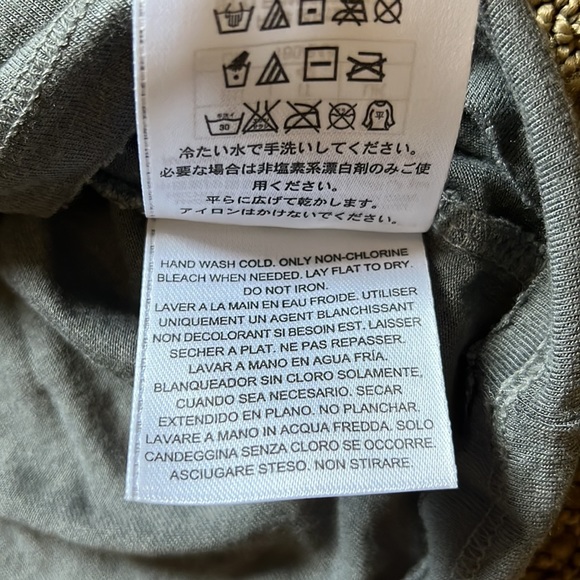 冷たい水で手洗いしてください。
必要な場合は非塩素系漂白剤のみご使
用ください。
平らに広げて乾かします。
アイロンはかけないでください。
HAND WASH COLD. ONLY NON-CHLORINE
BLEACH WHEN NEEDED. LAY FLAT TO DRY.
DO NOT IRON.
LAVER A LA MAIN EN EAU FROIDE. UTILISER
UNIQUEMENT UN AGENT BLANCHISSANT
NON DECOLORANT SI BESOIN EST. LAISSER
SECHER A PLAT. NE PAS REPASSER.
LAVAR A MANO EN AGUA FRÍA.
BLANQUEADOR SIN CLORO SOLAMENTE,
CUANDO SEA NECESARIO. SECAR
EXTENDIDO EN PLANO. NO PLANCHAR.
LAVARE A MANO IN ACQUA FREDDA. SOLO
CANDEGGINA SENZA CLORO SE OCCORRE.
ASCIUGARE STESO. NON STIRARE.